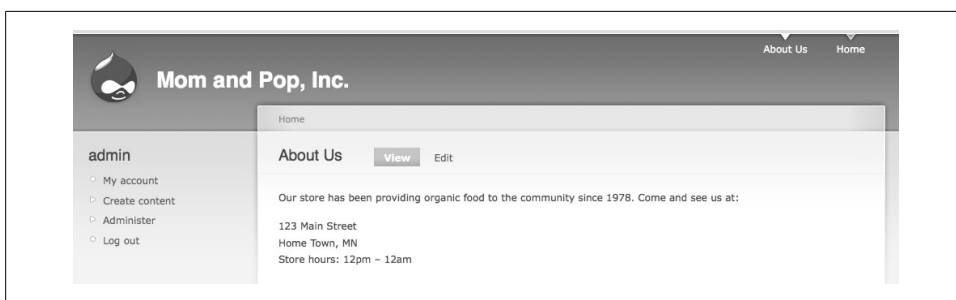 About Us Home
Mom and Pop, Inc.
Home
admin
My account
Create content
Administer
Log out
About Us View Edit
Our store has been providing organic food to the community since 1978. Come and see us at:
123 Main Street
Home Town, MN
Store hours: 12pm – 12am